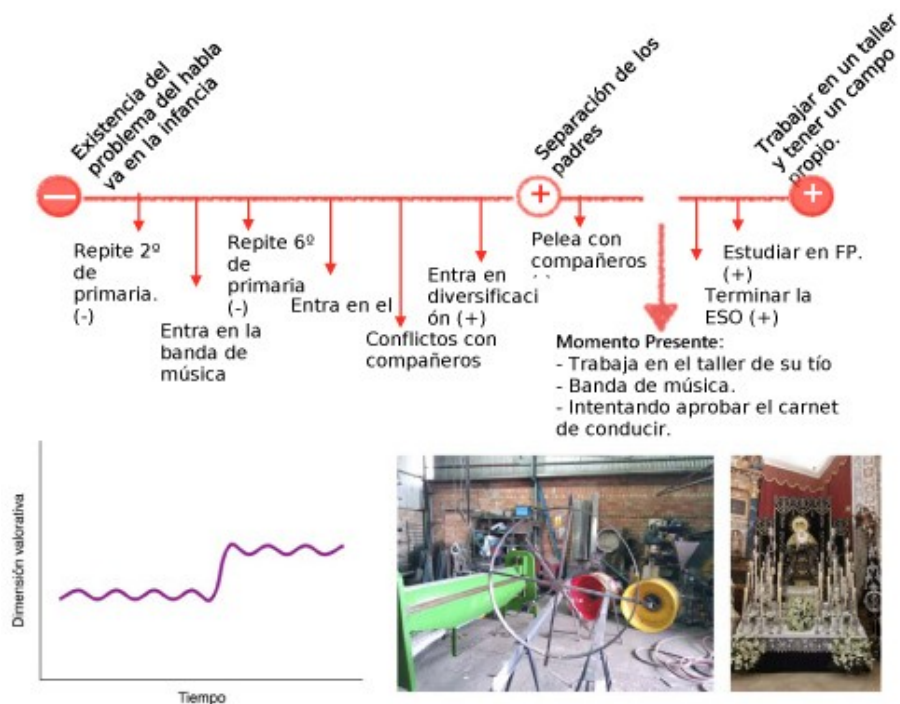 Existencia del
problema del habla
va en la infancia
Separación de los
padres
Trabajar en un taller
y tener un campo
propio.
Repite 2º
de
primaria.
(-)
Entra en la
banda de
música
Repite 6º
de
primaria
(-)
Entra en el
Conflictos con
compañeros
Entra en
diversificaci
ón (+)
Pelea con
compañeros
Estudiar en FP.
(+)
Terminar la
ESO (+)
Momento Presente:
- Trabaja en el taller de su tío
- Banda de música.
- Intentando aprobar el carnet
de conducir.
Dimensión valorativa
Tiempo